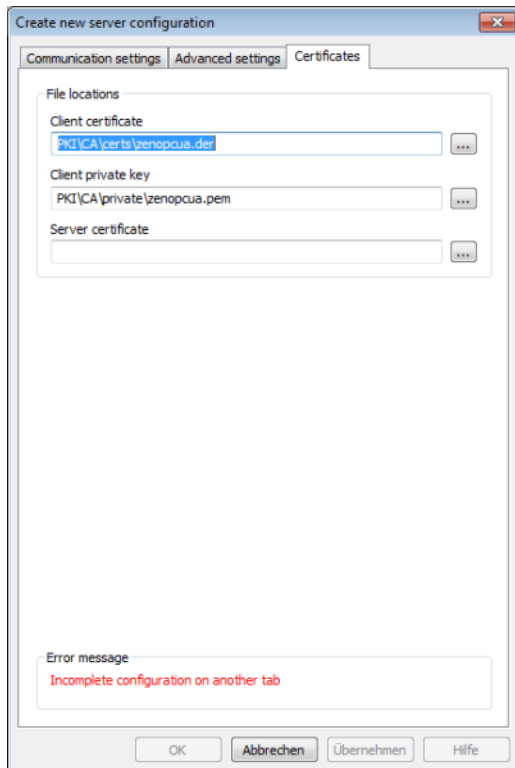 Create new server configuration
Communication settings Advanced settings Certificates
File locations
Client certificate
PKI\CA\certs\zenopcua.der
...
Client private key
PKI\CA\private\zenopcua.pem
...
Server certificate
...
Error message
Incomplete configuration on another tab
OK Abbrechen Übernehmen Hilfe